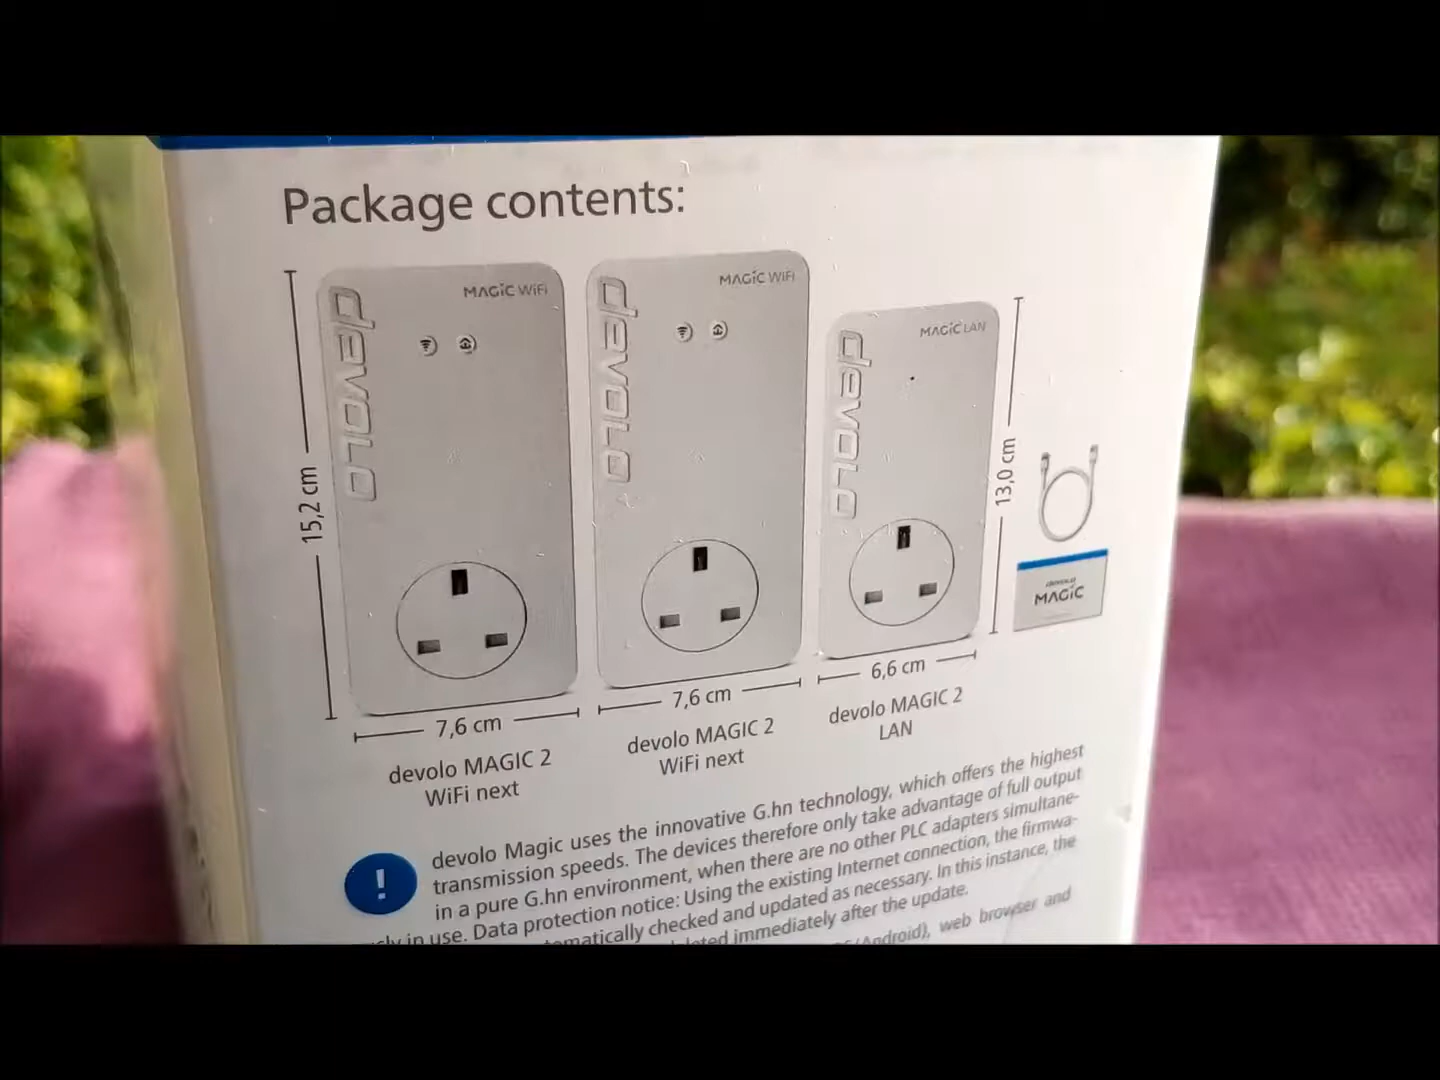 Package contents:
MAGIC WiFi
devolo
MAGIC WiFi
devolo
MAGIC LAN
devolo
15,2 cm
13,0 cm
devolo
MAGIC
7,6 cm
7,6 cm
6,6 cm
devolo MAGIC 2
WiFi next
devolo MAGIC 2
WiFi next
devolo MAGIC 2
LAN
!
devolo Magic uses the innovative G.hn technology, which offers the highest
transmission speeds. The devices therefore only take advantage of full output
in a pure G.hn environment, when there are no other PLC adapters simultane-
in use. Data protection notice: Using the existing Internet connection, the firmwa-
checked and updated as necessary. In this instance, the
immediately after the update.
web browser and